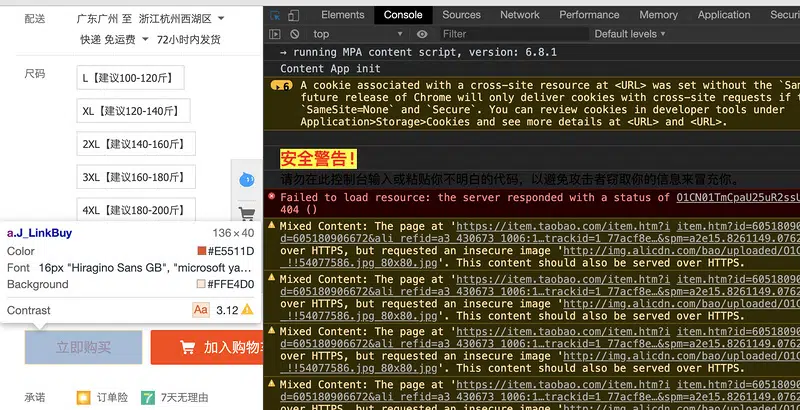 配送 广东广州 至 浙江杭州西湖区
快递 免运费 72小时内发货
尺码
L【建议100-120斤】
XL【建议120-140斤】
2XL【建议140-160斤】
3XL【建议160-180斤】
4XL【建议180-200斤】
a.J_LinkBuy 136×40
Color #E5511D
Font 16px "Hiragino Sans GB", "microsoft ya…
Background #FFE4D0
Contrast Aa 3.12
立即购买
加入购物车
承诺 订单险 7 7天无理由
Elements Console Sources Network Performance Memory Application Securi
top Filter Default levels
→ running MPA content script, version: 6.8.1
Content App init
6 A cookie associated with a cross-site resource at <URL> was set without the `Sam
future release of Chrome will only deliver cookies with cross-site requests if t
`SameSite=None` and `Secure`. You can review cookies in developer tools under
Application>Storage>Cookies and see more details at <URL> and <URL>.
安全警告！
请勿在此控制台输入或粘贴你不明白的代码，以避免攻击者窃取你的信息来冒充你。
Failed to load resource: the server responded with a status of O1CN01TmCpaU25uR2ssU
404 ()
Mixed Content: The page at 'https://item.taobao.com/item.htm?i item.htm?id=60518
d=605180906672&ali_refid=a3_430673_1006:1…trackid=1_77acf8e…&spm=a2e15.8261149.0762
over HTTPS, but requested an insecure image 'http://img.alicdn.com/bao/uploaded/O1C
_!!54077586.jpg_80x80.jpg'. This content should also be served over HTTPS.
Mixed Content: The page at 'https://item.taobao.com/item.htm?i item.htm?id=60518
d=605180906672&ali_refid=a3_430673_1006:1…trackid=1_77acf8e…&spm=a2e15.8261149.0762
over HTTPS, but requested an insecure image 'http://img.alicdn.com/bao/uploaded/O1C
_!!54077586.jpg_80x80.jpg'. This content should also be served over HTTPS.
Mixed Content: The page at 'https://item.taobao.com/item.htm?i item.htm?id=60518
d=605180906672&ali_refid=a3_430673_1006:1…trackid=1_77acf8e…&spm=a2e15.8261149.0762
over HTTPS, but requested an insecure image 'http://img.alicdn.com/bao/uploaded/O1C
_!!54077586.jpg_80x80.jpg'. This content should also be served over HTTPS.
Mixed Content: The page at 'https://item.taobao.com/item.htm?i item.htm?id=60518
d=605180906672&ali_refid=a3_430673_1006:1…trackid=1_77acf8e…&spm=a2e15.8261149.0762
over HTTPS, but requested an insecure image 'http://img.alicdn.com/bao/uploaded/O1C